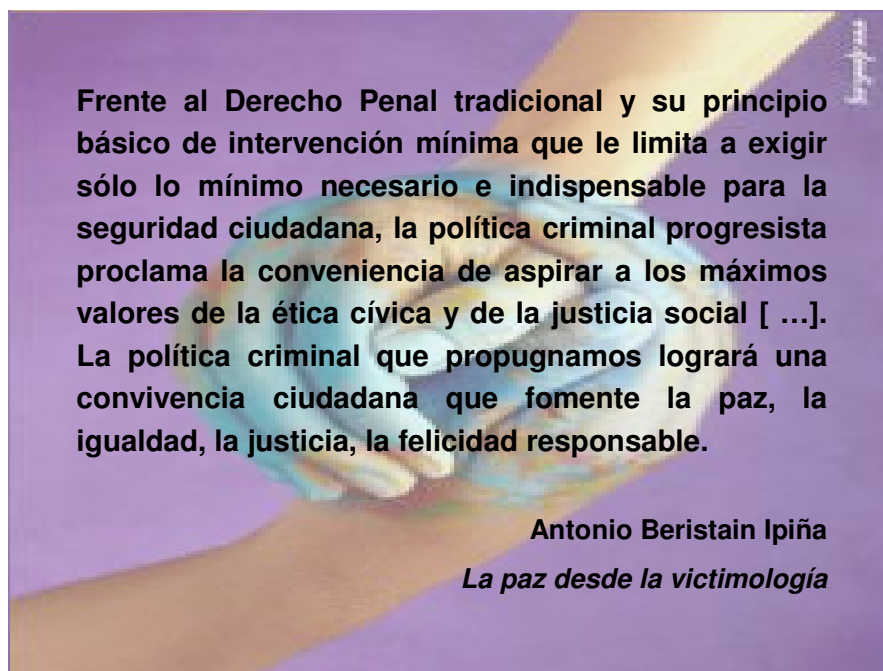 Frente al Derecho Penal tradicional y su principio
básico de intervención mínima que le limita a exigir
sólo lo mínimo necesario e indispensable para la
seguridad ciudadana, la política criminal progresista
proclama la conveniencia de aspirar a los máximos
valores de la ética cívica y de la justicia social [ ...].
La política criminal que propugnamos logrará una
convivencia ciudadana que fomente la paz, la
igualdad, la justicia, la felicidad responsable.
Antonio Beristain Ipiña
La paz desde la victimología